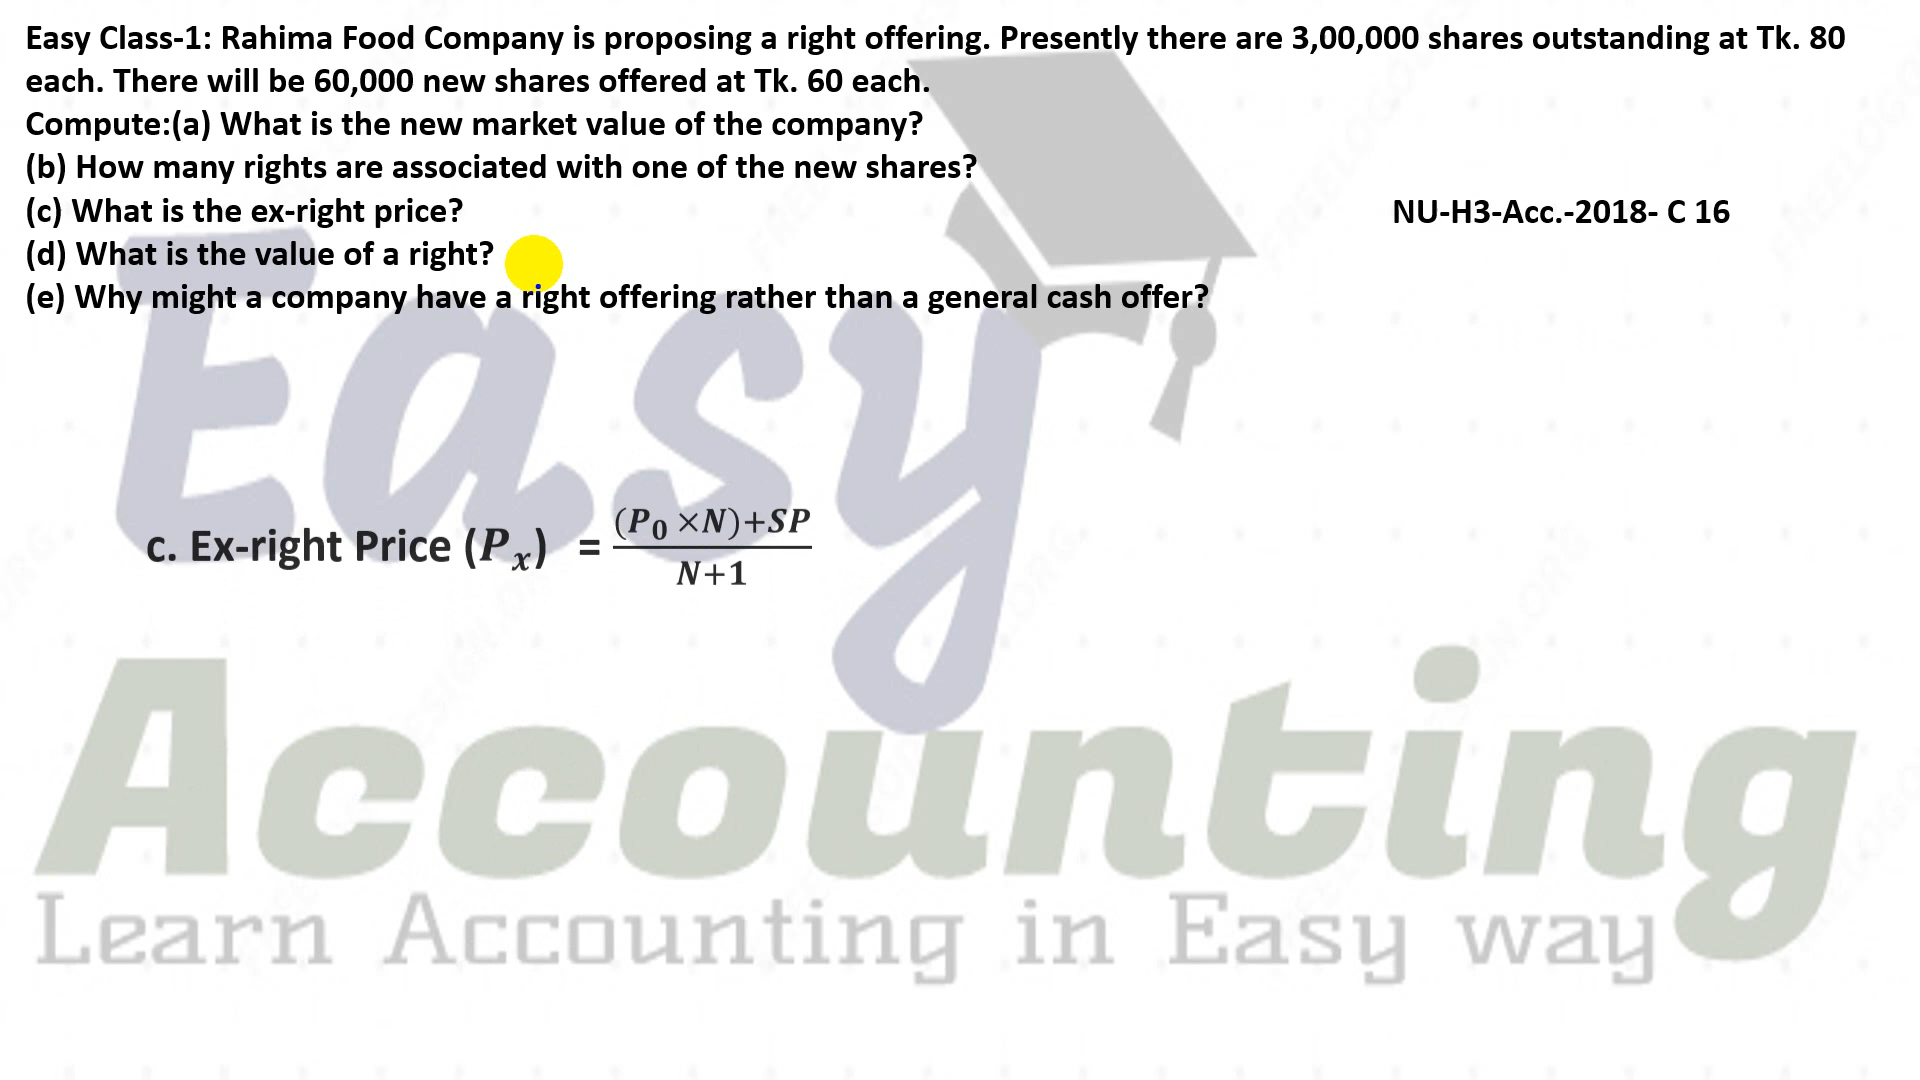 Easy Class-1: Rahima Food Company is proposing a right offering. Presently there are 3,00,000 shares outstanding at Tk. 80
each. There will be 60,000 new shares offered at Tk. 60 each.
Compute:(a) What is the new market value of the company?
(b) How many rights are associated with one of the new shares?
(c) What is the ex-right price?
NU-H3-Acc.-2018- C 16
(d) What is the value of a right?
(e) Why might a company have a right offering rather than a general cash offer?
c. Ex-right Price (Pₓ) = (P₀ ×N)+SP / N+1
Easy
Accounting
Learn Accounting in Easy way